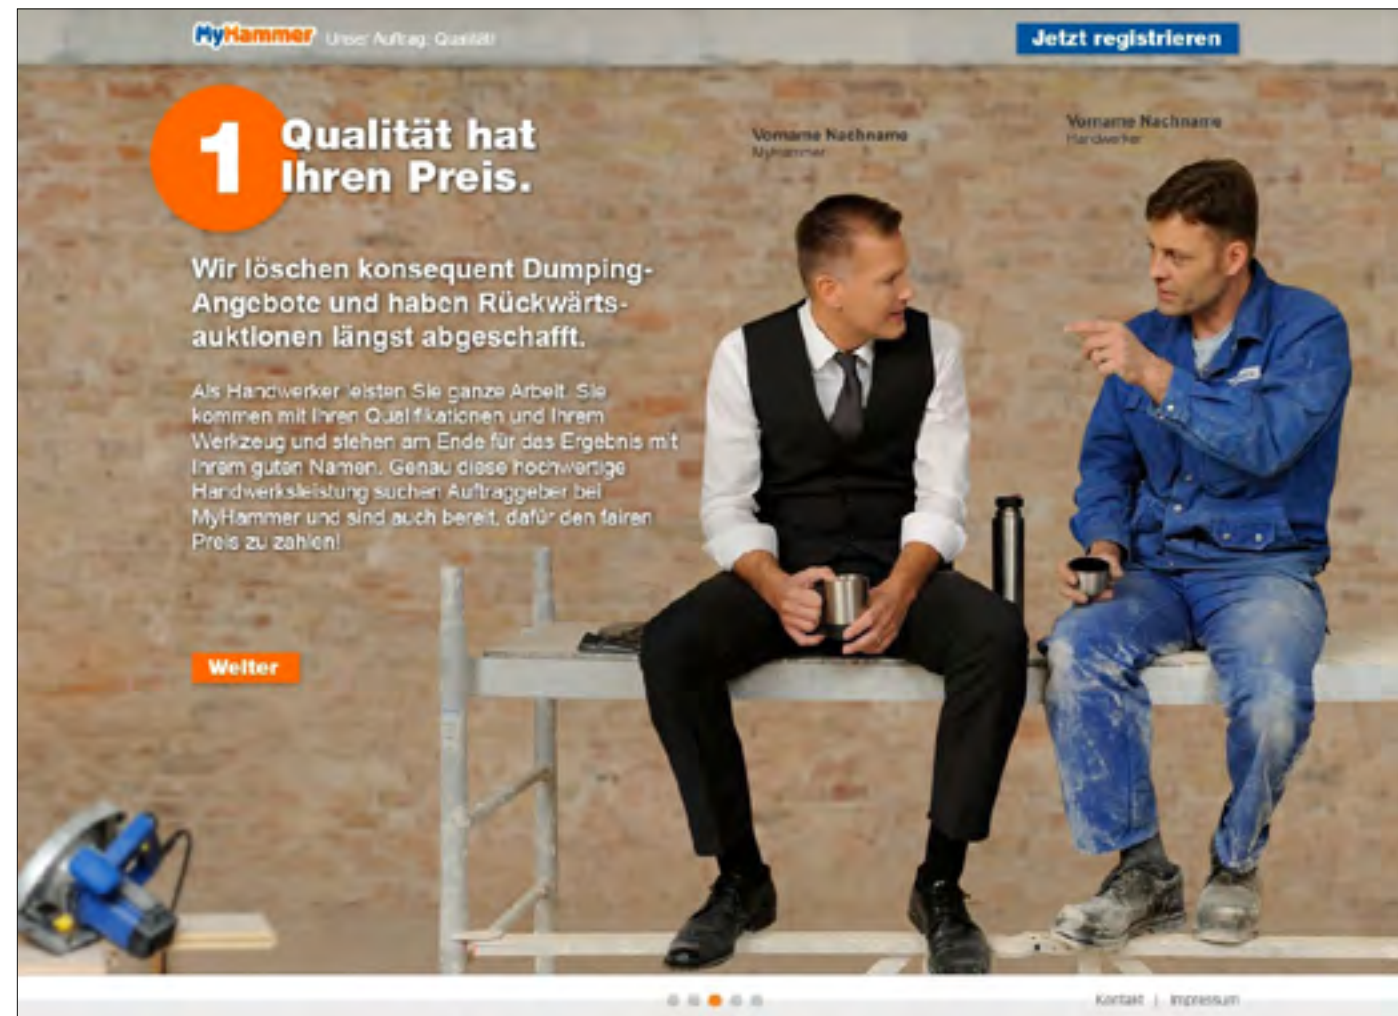 MyHammer Unser Auftrag: Qualität!
Jetzt registrieren
1
Qualität hat
Ihren Preis.
Vorname Nachname
MyHammer
Vorname Nachname
Handwerker
Wir löschen konsequent Dumping-
Angebote und haben Rückwärts-
auktionen längst abgeschafft.
Als Handwerker leisten Sie ganze Arbeit. Sie
kommen mit Ihren Qualifikationen und Ihrem
Werkzeug und stehen am Ende für das Ergebnis mit
Ihrem guten Namen. Genau diese hochwertige
Handwerksleistung suchen Auftraggeber bei
MyHammer und sind auch bereit, dafür den fairen
Preis zu zahlen!
Weiter
Kontakt | Impressum